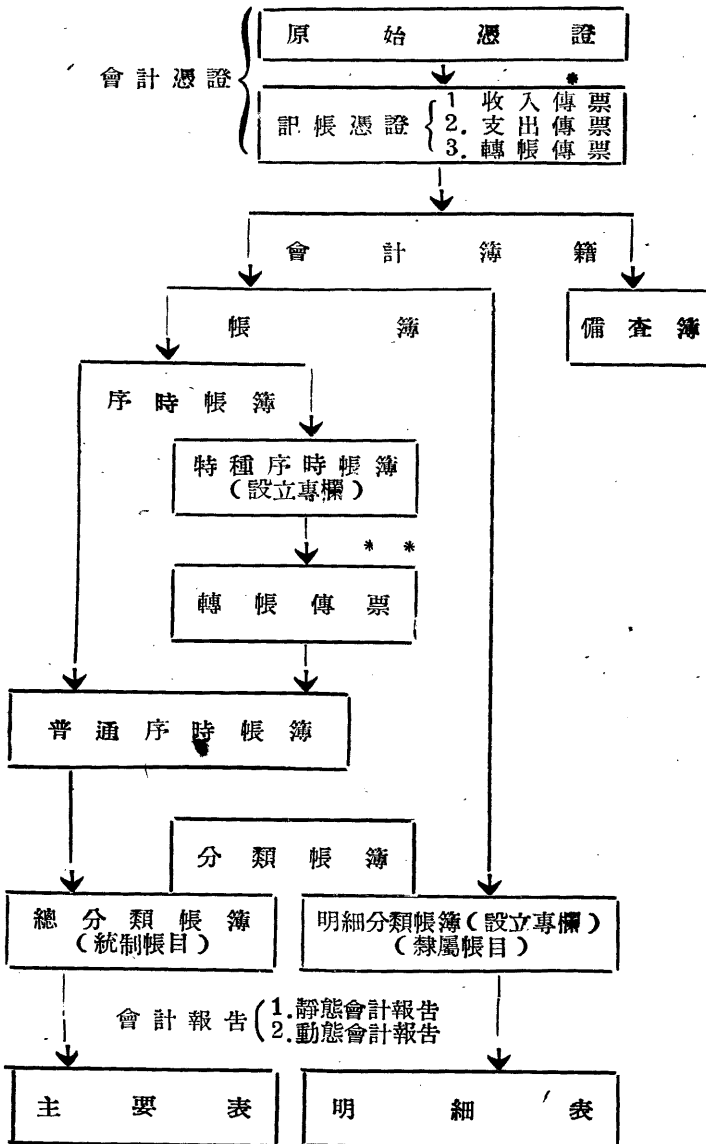 原始憑證
會計憑證
*
記帳憑證
1 收入傳票
2. 支出傳票
3. 轉帳傳票
會計簿籍
帳簿
備查簿
序時帳簿
特種序時帳簿
(設立專欄)
* *
轉帳傳票
普通序時帳簿
分類帳簿
總分類帳簿
(統制帳目)
明細分類帳簿(設立專欄)
(隸屬帳目)
會計報告
1.靜態會計報告
2.動態會計報告
主要表
明細表